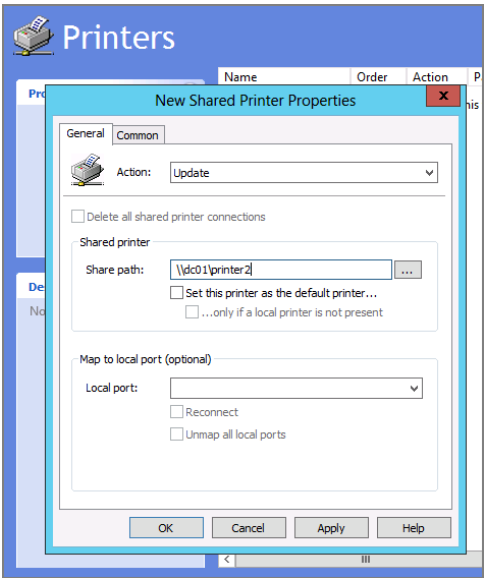 Printers
Name Order Action P
Pro
his
New Shared Printer Properties
x
General Common
Action: Update
Delete all shared printer connections
Shared printer
Share path: \\dc01\printer2 ...
Set this printer as the default printer...
...only if a local printer is not present
De
No
Map to local port (optional)
Local port:
Reconnect
Unmap all local ports
OK Cancel Apply Help